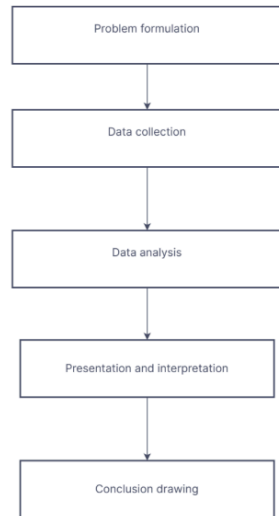 Problem formulation
Data collection
Data analysis
Presentation and interpretation
Conclusion drawing